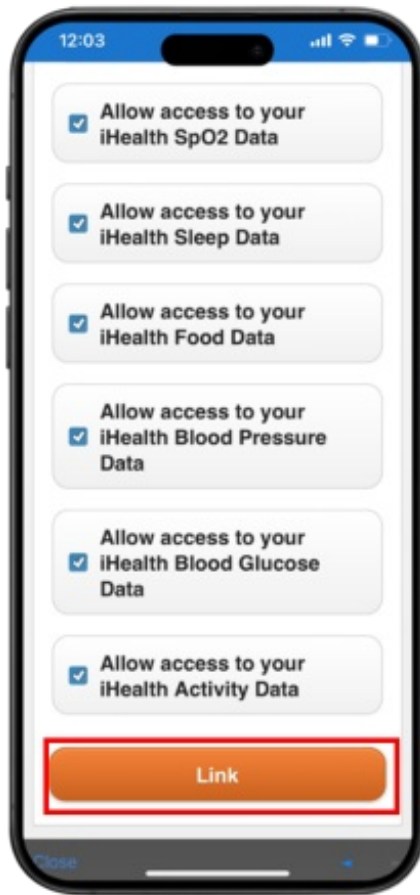 12:03
Allow access to your
iHealth SpO2 Data
Allow access to your
iHealth Sleep Data
Allow access to your
iHealth Food Data
Allow access to your
iHealth Blood Pressure
Data
Allow access to your
iHealth Blood Glucose
Data
Allow access to your
iHealth Activity Data
Link
Close